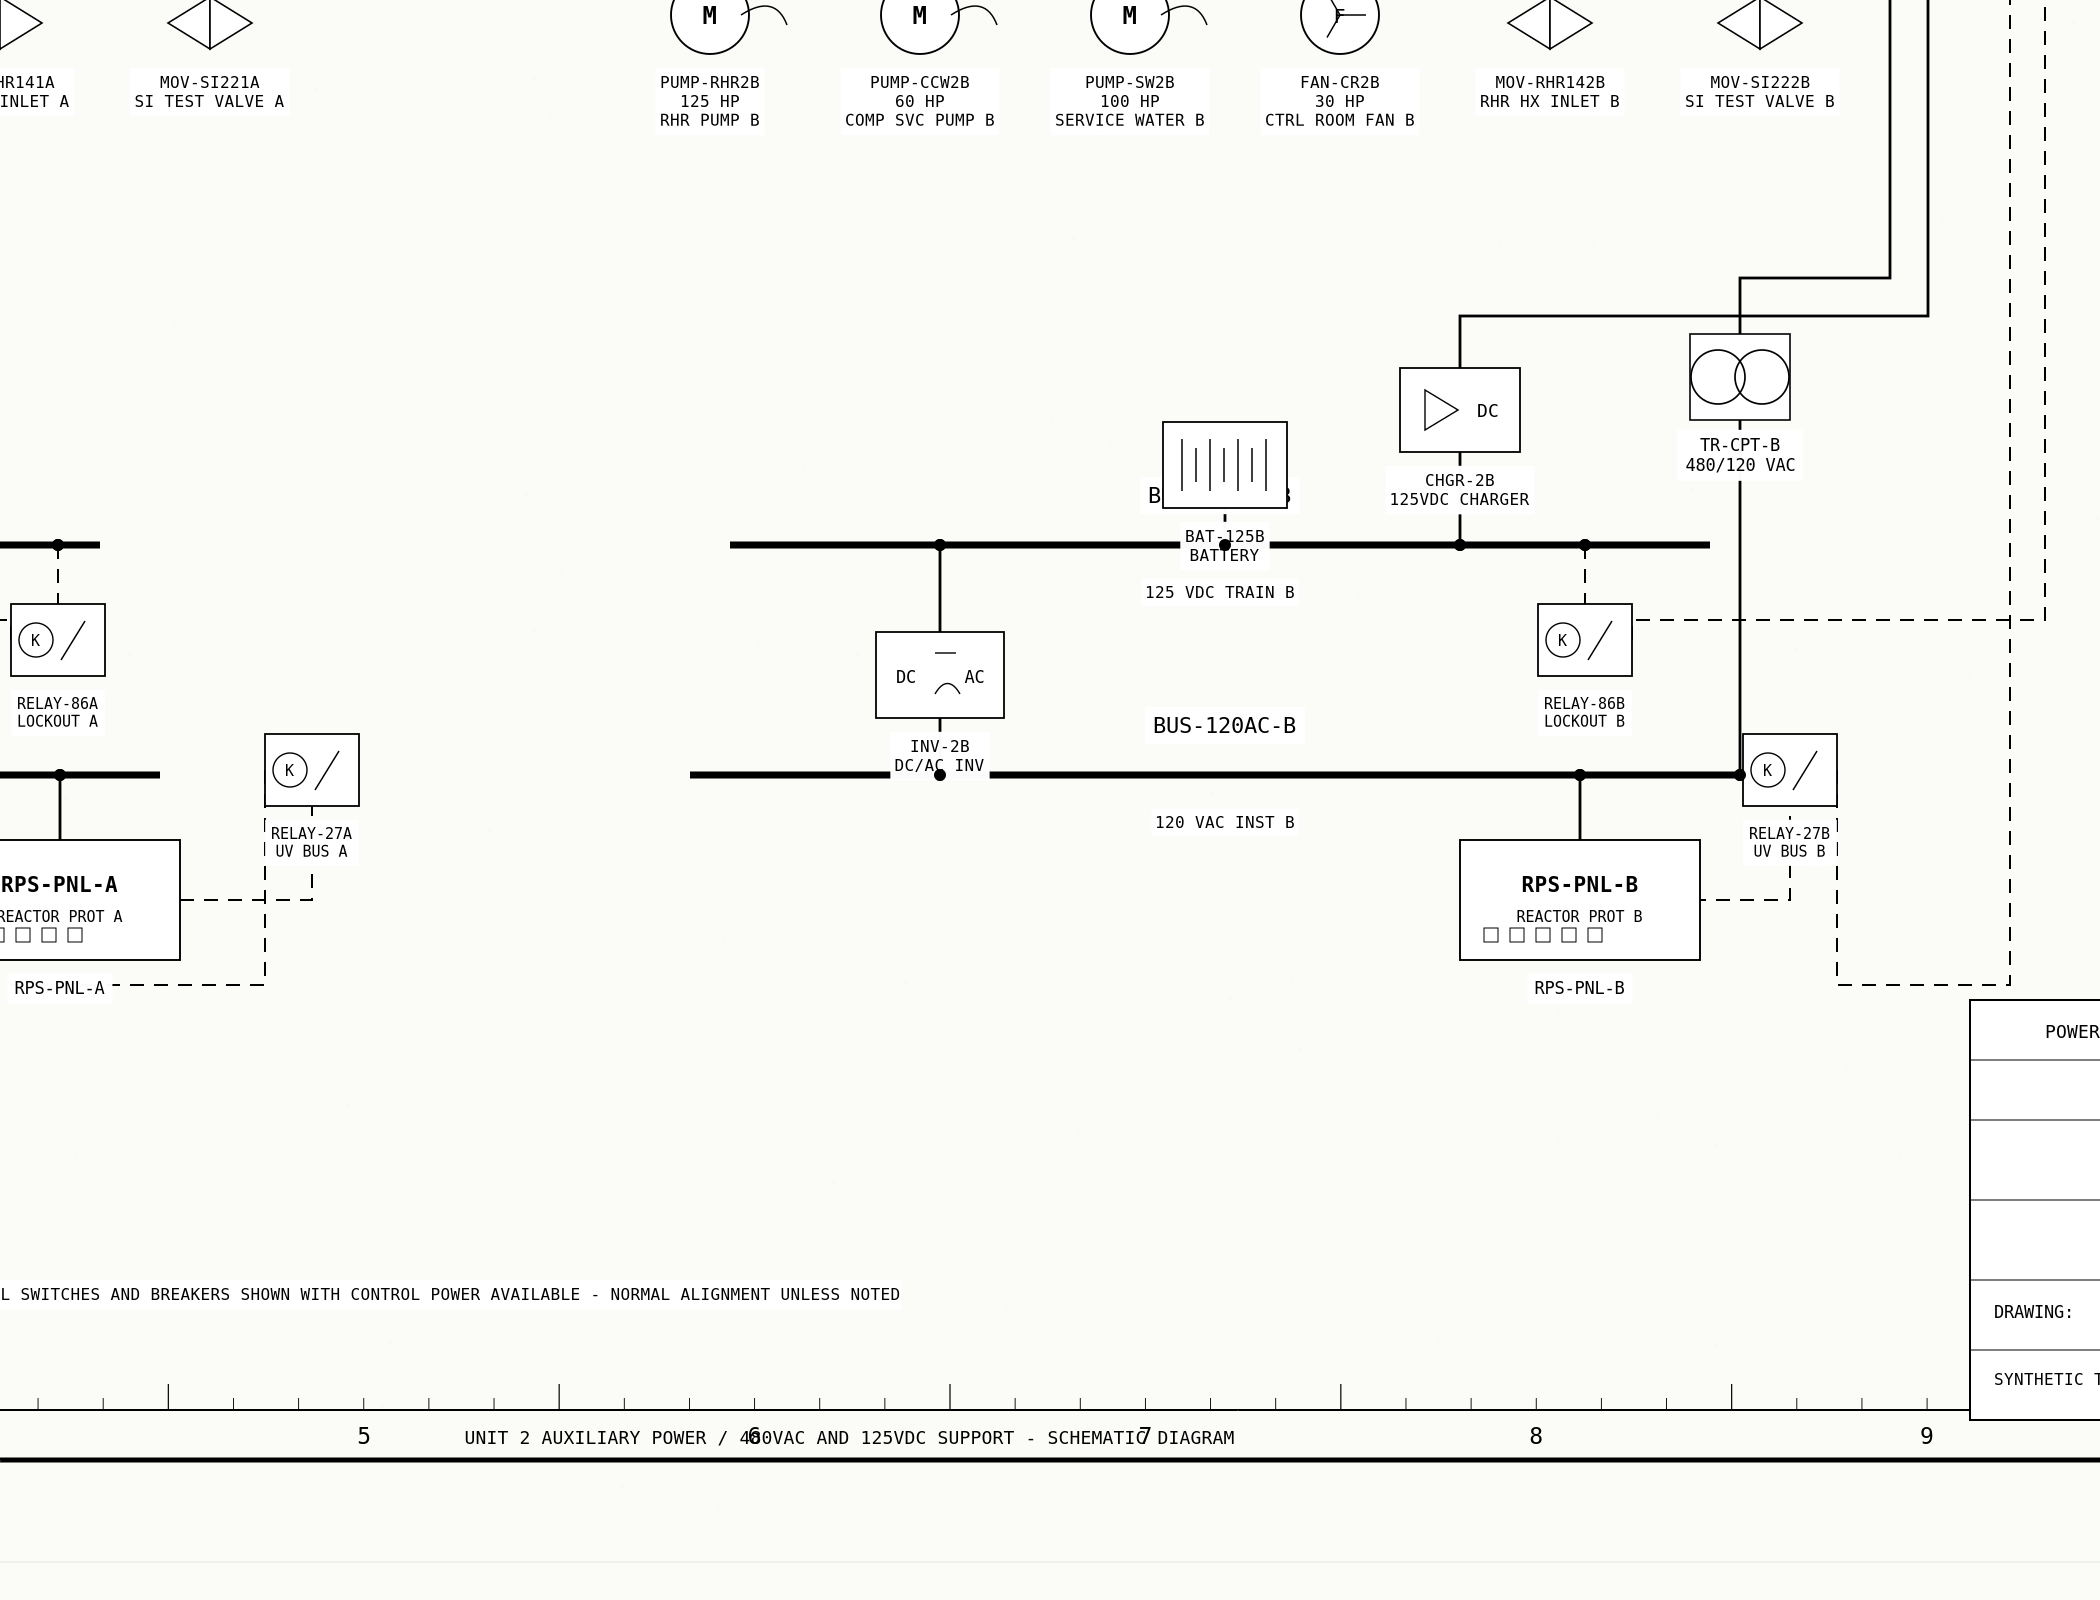 M
M
M
F
HR141A
INLET A
MOV-SI221A
SI TEST VALVE A
PUMP-RHR2B
125 HP
RHR PUMP B
PUMP-CCW2B
60 HP
COMP SVC PUMP B
PUMP-SW2B
100 HP
SERVICE WATER B
FAN-CR2B
30 HP
CTRL ROOM FAN B
MOV-RHR142B
RHR HX INLET B
MOV-SI222B
SI TEST VALVE B
DC
TR-CPT-B
480/120 VAC
CHGR-2B
125VDC CHARGER
BAT-125B
BATTERY
125 VDC TRAIN B
K
RELAY-86A
LOCKOUT A
DC AC
INV-2B
DC/AC INV
BUS-120AC-B
K
RELAY-86B
LOCKOUT B
K
RELAY-27A
UV BUS A
120 VAC INST B
K
RELAY-27B
UV BUS B
RPS-PNL-A
REACTOR PROT A
RPS-PNL-A
RPS-PNL-B
REACTOR PROT B
RPS-PNL-B
POWER
DRAWING:
SYNTHETIC T
L SWITCHES AND BREAKERS SHOWN WITH CONTROL POWER AVAILABLE - NORMAL ALIGNMENT UNLESS NOTED
5 6 7 8 9
UNIT 2 AUXILIARY POWER / 480VAC AND 125VDC SUPPORT - SCHEMATIC DIAGRAM